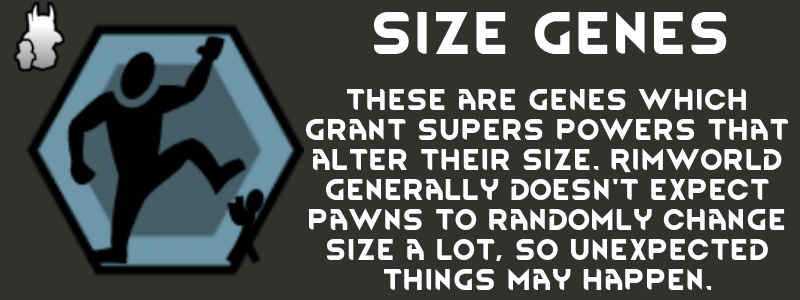 SIZE GENES
THESE ARE GENES WHICH
GRANT SUPERS POWERS THAT
ALTER THEIR SIZE. RIMWORLD
GENERALLY DOESN'T EXPECT
PAWNS TO RANDOMLY CHANGE
SIZE A LOT, SO UNEXPECTED
THINGS MAY HAPPEN.